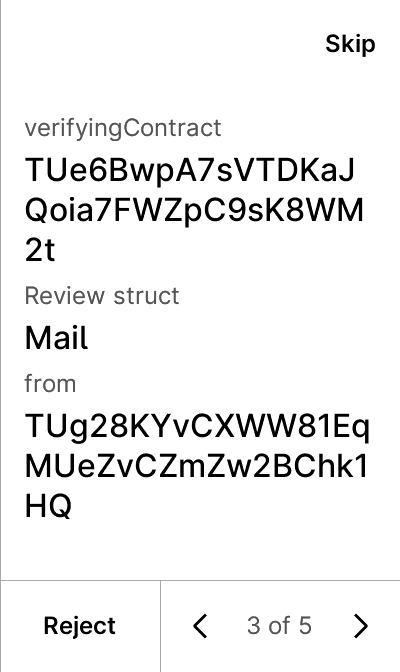 Skip
verifyingContract
TUe6BwpA7sVTDKaJ
Qoia7FWZpC9sK8WM
2t
Review struct
Mail
from
TUg28KYvCXWW81Eq
MUeZvCZmZw2BChk1
HQ
Reject
3 of 5